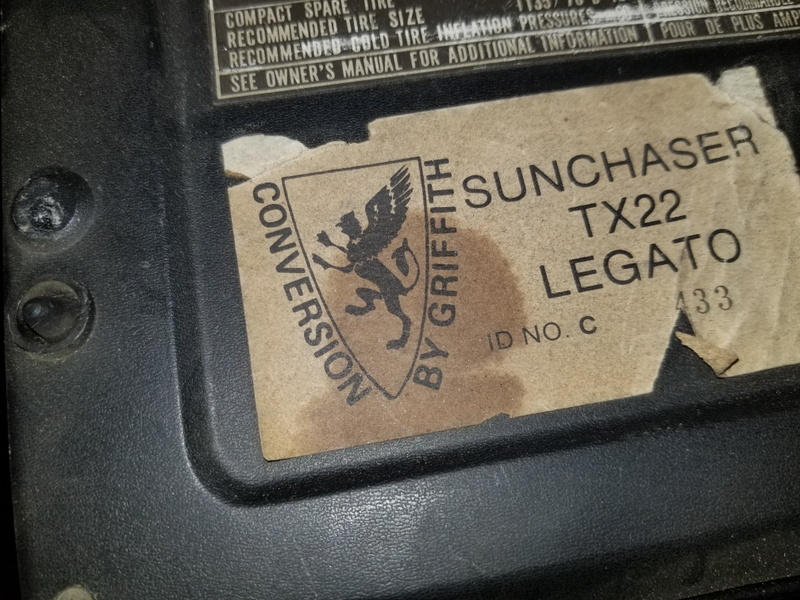 COMPACT SPARE TIRE
RECOMMENDED TIRE SIZE
RECOMMENDED COLD TIRE INFLATION PRESSURES
SEE OWNER'S MANUAL FOR ADDITIONAL INFORMATION POUR DE PLUS
CONVERSION
BY GRIFFITH
SUNCHASER
TX22
LEGATO
ID NO. C 433